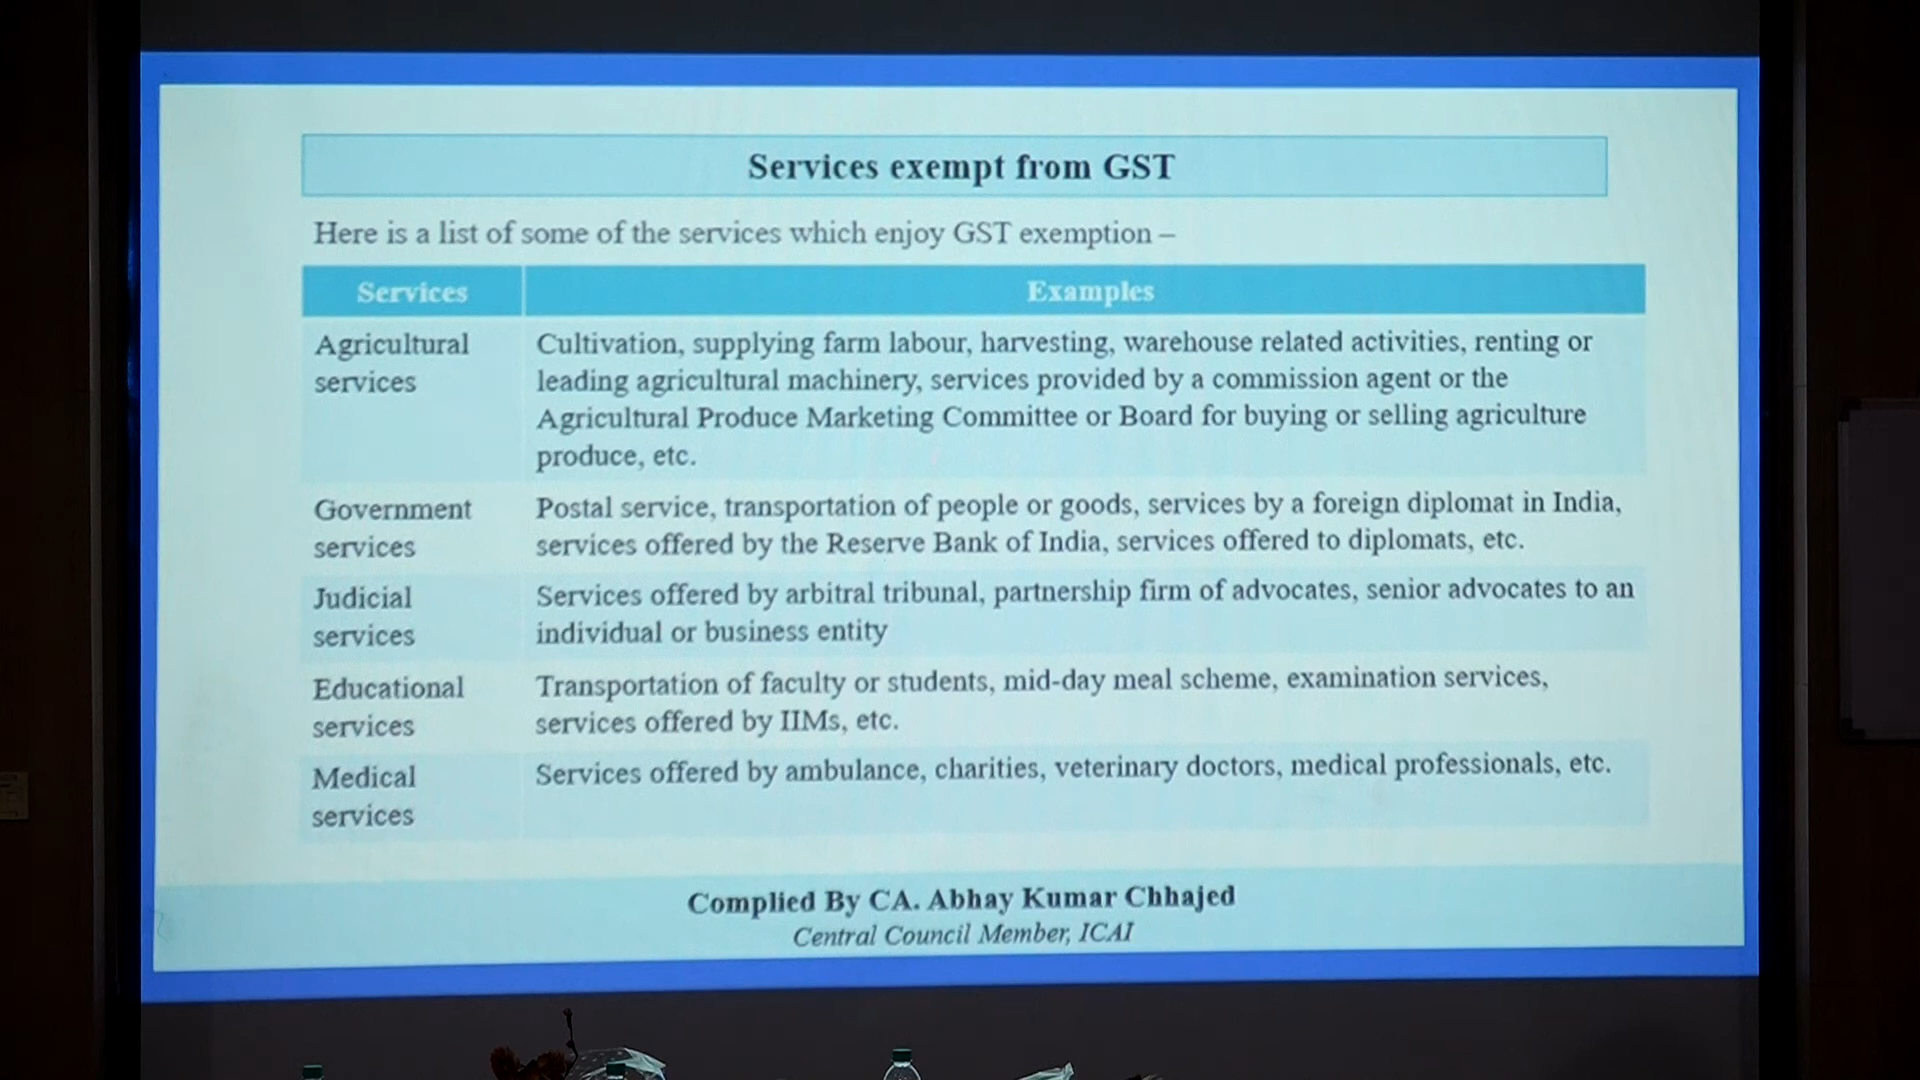 Services exempt from GST
Here is a list of some of the services which enjoy GST exemption –
Services
Examples
Agricultural
services
Cultivation, supplying farm labour, harvesting, warehouse related activities, renting or
leading agricultural machinery, services provided by a commission agent or the
Agricultural Produce Marketing Committee or Board for buying or selling agriculture
produce, etc.
Government
services
Postal service, transportation of people or goods, services by a foreign diplomat in India,
services offered by the Reserve Bank of India, services offered to diplomats, etc.
Judicial
services
Services offered by arbitral tribunal, partnership firm of advocates, senior advocates to an
individual or business entity
Educational
services
Transportation of faculty or students, mid-day meal scheme, examination services,
services offered by IIMs, etc.
Medical
services
Services offered by ambulance, charities, veterinary doctors, medical professionals, etc.
Complied By CA. Abhay Kumar Chhajed
Central Council Member, ICAI